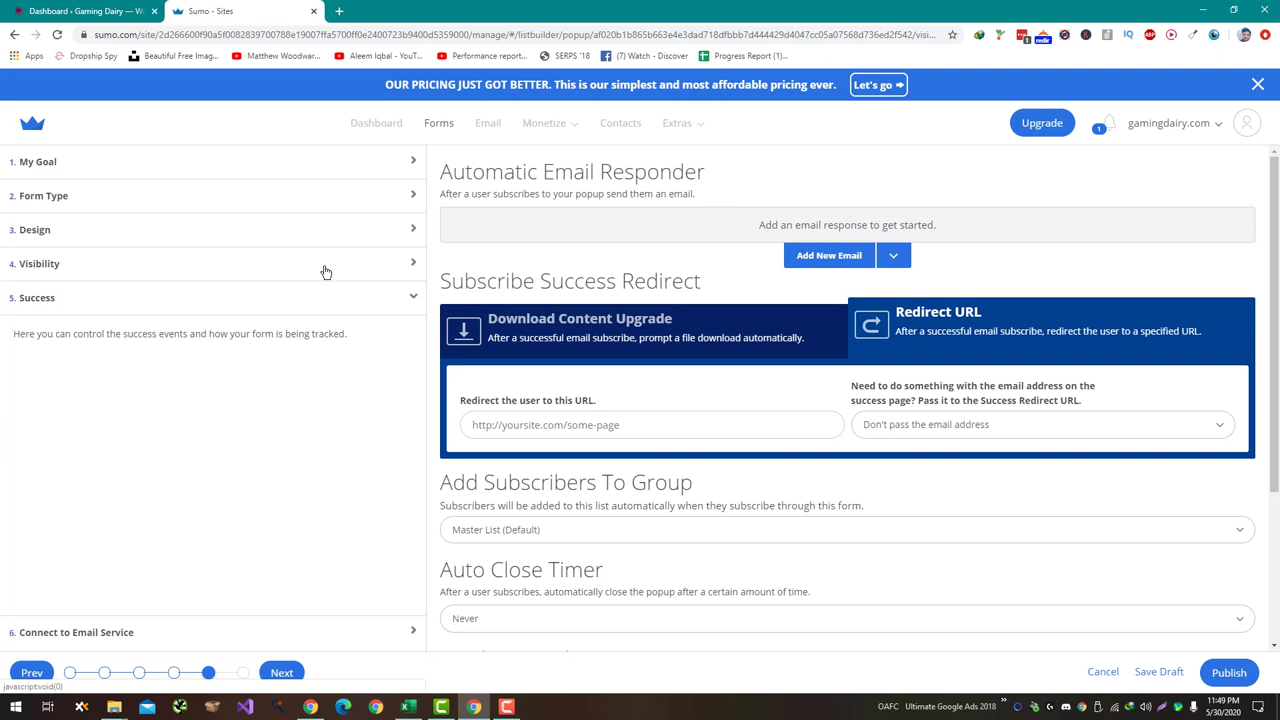 Dashboard ‹ Gaming Dairy — W
Sumo - Sites
sumo.com/site/2d266600f90a5f0082839700788e19007ffa5700ff0e2400723b9400d5359000/manage/#/listbuilder/popup/af020b1b865b663e4e3dad718dfbbb7d444429d4047cc05a07568d736ed2f542/visi...
Apps
Dropship Spy
Beautiful Free Imag...
Matthew Woodwar...
Aleem Iqbal - YouT...
Performance report...
SERPS '18
(7) Watch - Discover
Progress Report (1)...
OUR PRICING JUST GOT BETTER. This is our simplest and most affordable pricing ever.
Let's go
Dashboard
Forms
Email
Monetize
Contacts
Extras
Upgrade
1
gamingdairy.com
1. My Goal
2. Form Type
3. Design
4. Visibility
5. Success
Here you can control the success events and how your form is being tracked.
6. Connect to Email Service
Prev
Next
javascript:void(0)
Automatic Email Responder
After a user subscribes to your popup send them an email.
Add an email response to get started.
Add New Email
Subscribe Success Redirect
Download Content Upgrade
After a successful email subscribe, prompt a file download automatically.
Redirect URL
After a successful email subscribe, redirect the user to a specified URL.
Redirect the user to this URL.
http://yoursite.com/some-page
Need to do something with the email address on the
success page? Pass it to the Success Redirect URL.
Don't pass the email address
Add Subscribers To Group
Subscribers will be added to this list automatically when they subscribe through this form.
Master List (Default)
Auto Close Timer
After a user subscribes, automatically close the popup after a certain amount of time.
Never
Cancel
Save Draft
Publish
OAFC
Ultimate Google Ads 2018
11:49 PM
5/30/2020